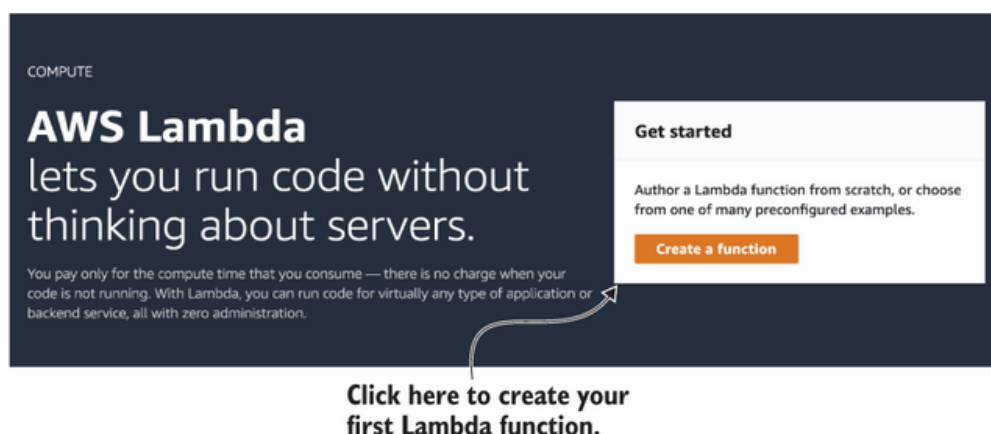 COMPUTE
AWS Lambda
lets you run code without
thinking about servers.
You pay only for the compute time that you consume — there is no charge when your
code is not running. With Lambda, you can run code for virtually any type of application or
backend service, all with zero administration.
Get started
Author a Lambda function from scratch, or choose
from one of many preconfigured examples.
Create a function
Click here to create your
first Lambda function.